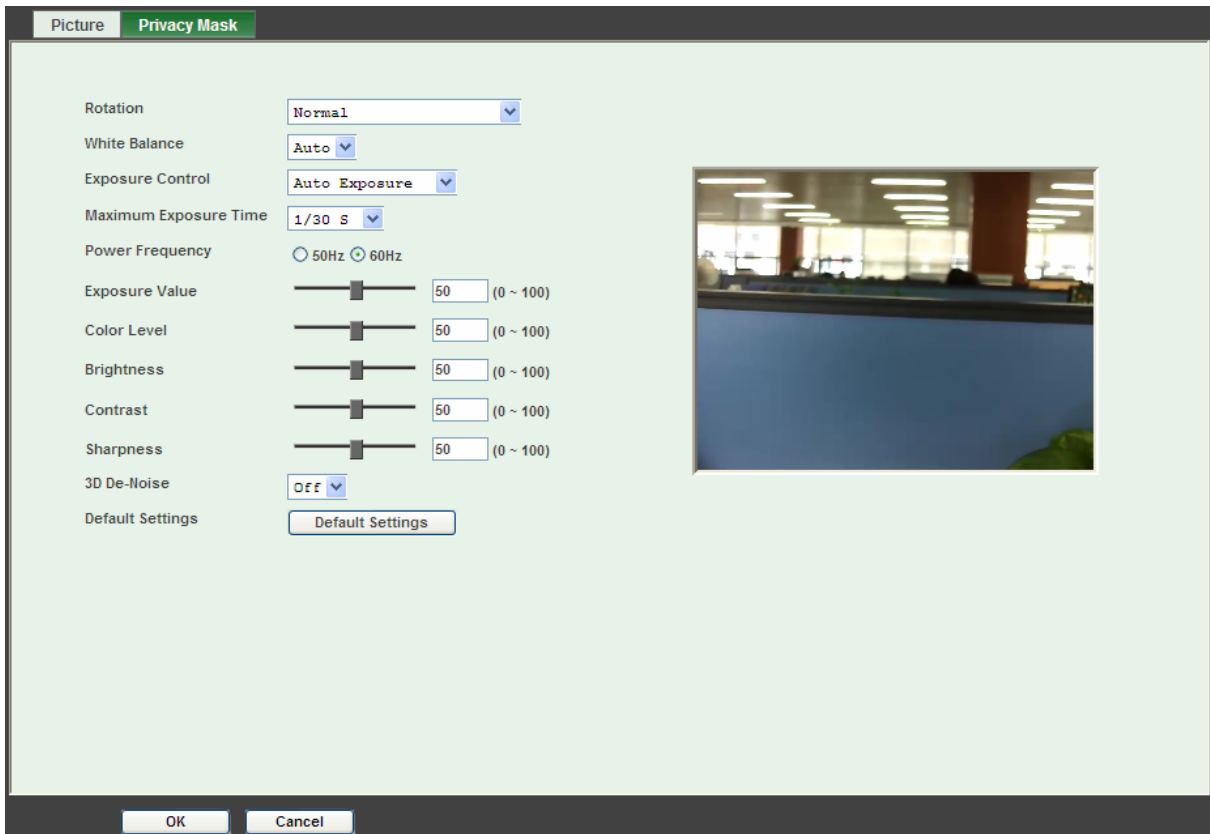 Picture Privacy Mask
Rotation Normal
White Balance Auto
Exposure Control Auto Exposure
Maximum Exposure Time 1/30 S
Power Frequency 50Hz 60Hz
Exposure Value 50 (0 ~ 100)
Color Level 50 (0 ~ 100)
Brightness 50 (0 ~ 100)
Contrast 50 (0 ~ 100)
Sharpness 50 (0 ~ 100)
3D De-Noise Off
Default Settings Default Settings
OK Cancel